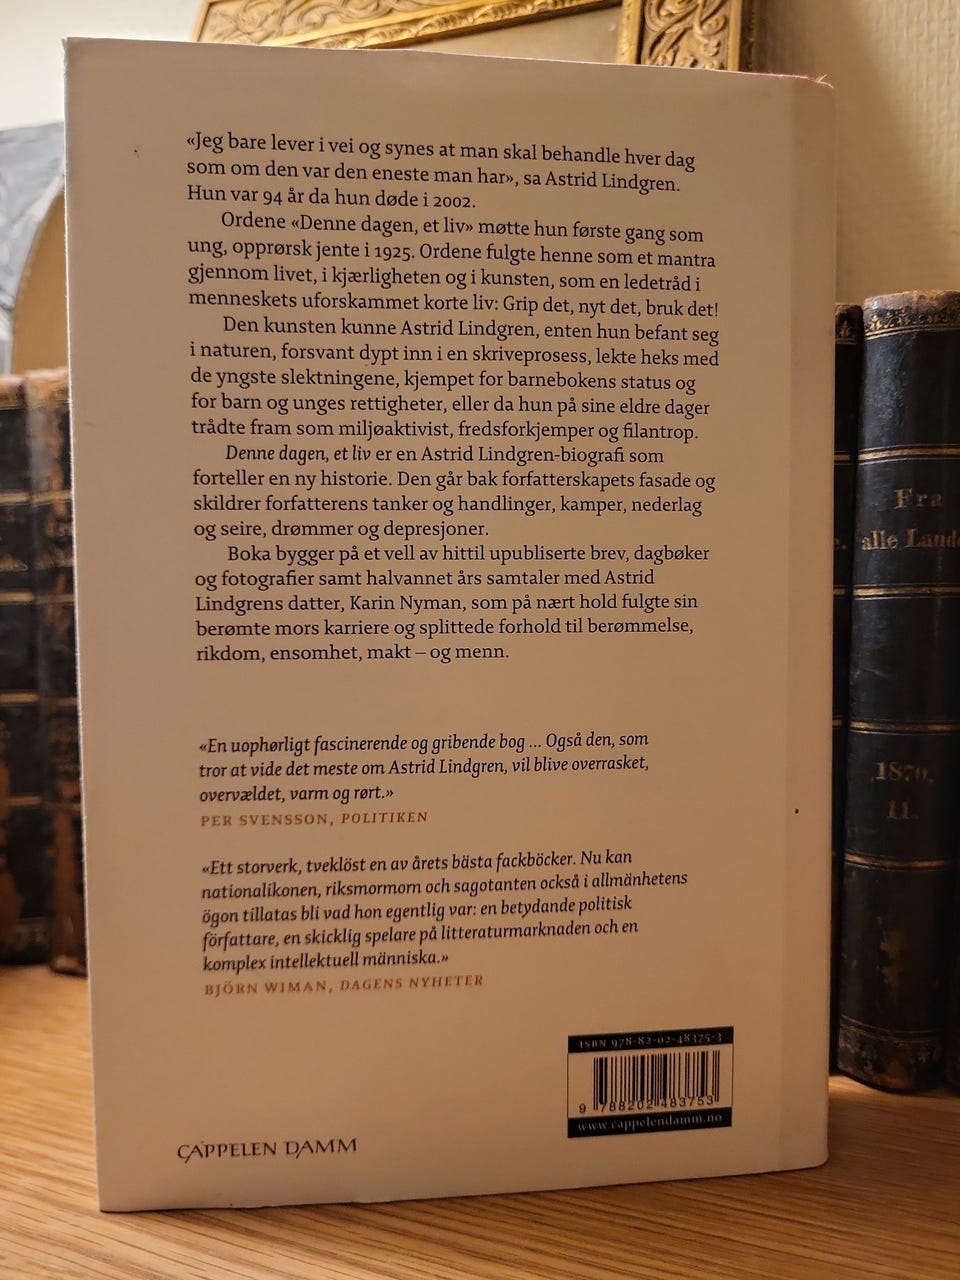 «Jeg bare lever i vei og synes at man skal behandle hver dag
som om den var den eneste man har», sa Astrid Lindgren.
Hun var 94 år da hun døde i 2002.
Ordene «Denne dagen, et liv» møtte hun første gang som
ung, opprørsk jente i 1925. Ordene fulgte henne som et mantra
gjennom livet, i kjærligheten og i kunsten, som en ledetråd i
menneskets uforskammet korte liv: Grip det, nyt det, bruk det!
Den kunsten kunne Astrid Lindgren, enten hun befant seg
i naturen, forsvant dypt inn i en skriveprosess, lekte heks med
de yngste slektningene, kjempet for barnebokens status og
for barn og unges rettigheter, eller da hun på sine eldre dager
trådte fram som miljøaktivist, fredsforkjemper og filantrop.
Denne dagen, et liv er en Astrid Lindgren-biografi som
forteller en ny historie. Den går bak forfatterskapets fasade og
skildrer forfatterens tanker og handlinger, kamper, nederlag
og seire, drømmer og depresjoner.
Boka bygger på et vell av hittil upubliserte brev, dagbøker
og fotografier samt halvannet års samtaler med Astrid
Lindgrens datter, Karin Nyman, som på nært hold fulgte sin
berømte mors karriere og splittede forhold til berømmelse,
rikdom, ensomhet, makt – og menn.
«En uophørligt fascinerende og gribende bog ... Også den, som
tror at vide det meste om Astrid Lindgren, vil blive overrasket,
overvældet, varm og rørt.»
PER SVENSSON, POLITIKEN
«Ett storverk, tveklöst en av årets bästa fackböcker. Nu kan
nationalikonen, riksmormorn och sagotanten också i allmänhetens
ögon tillatas bli vad hon egentlig var: en betydande politisk
författare, en skicklig spelare på litteraturmarknaden och en
komplex intellektuell människa.»
BJÖRN WIMAN, DAGENS NYHETER
ISBN 978-82-02-48375-3
9 788202 483753
www.cappelendamm.no
CAPPELEN DAMM
Fra
alle Lande
1870.
II.